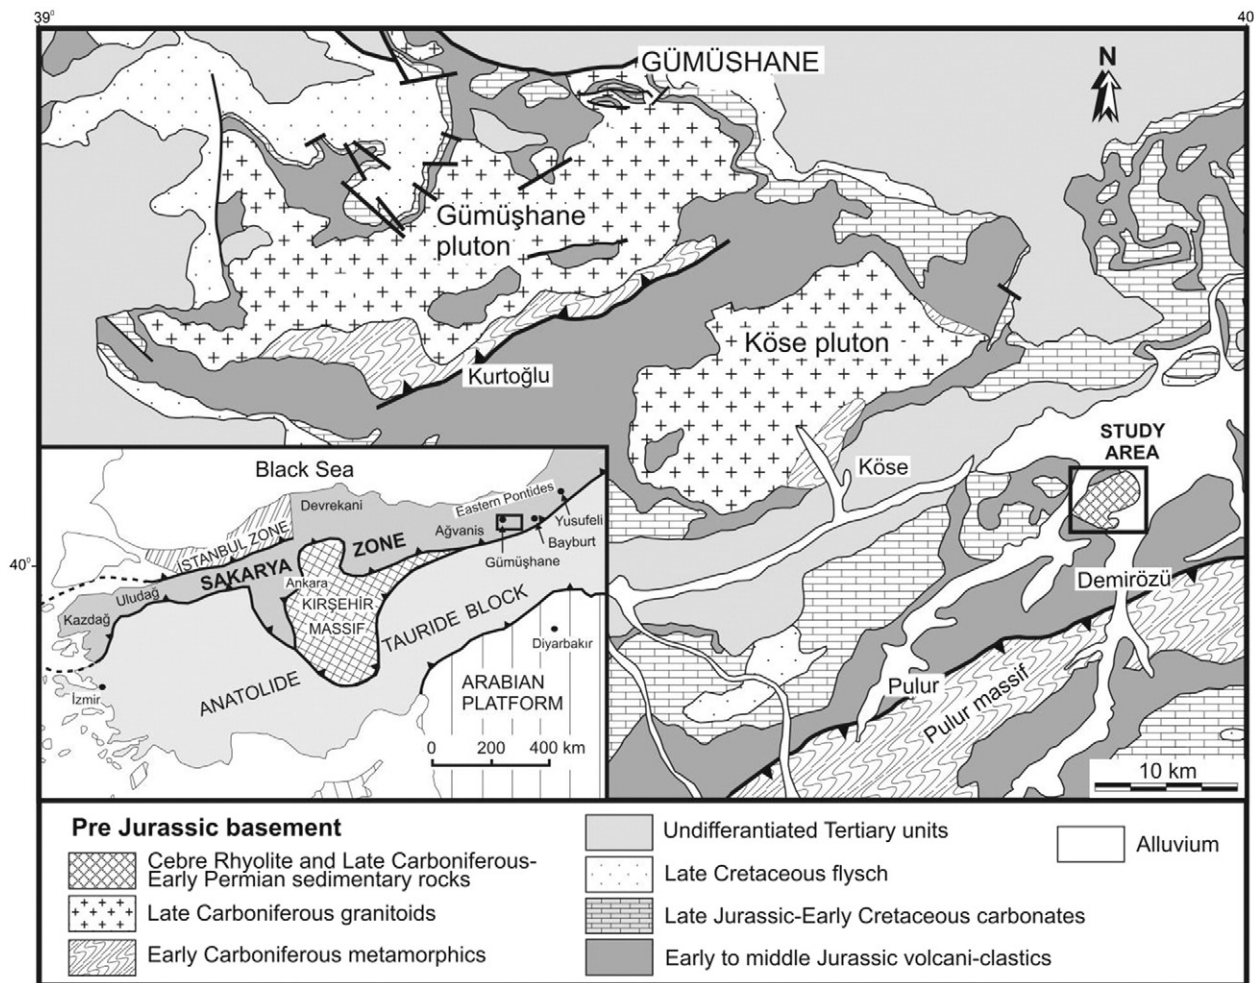 39⁰
40
GÜMÜŞHANE
N
Gümüşhane
pluton
Köse pluton
Kurtoğlu
STUDY
AREA
Köse
Black Sea
Devrekani
Eastern Pontides
ISTANBUL ZONE
Ağvanis
Yusufeli
ZONE
Bayburt
Gümüşhane
40⁰
SAKARYA
Ankara
Uludağ
KIRŞEHİR
MASSIF
Kazdağ
TAURIDE BLOCK
Diyarbakır
Demirözü
İzmir
ANATOLIDE
ARABIAN
PLATFORM
Pulur
Pulur massif
0 200 400 km
10 km
Pre Jurassic basement
Cebre Rhyolite and Late Carboniferous-
Early Permian sedimentary rocks
Late Carboniferous granitoids
Early Carboniferous metamorphics
Undifferantiated Tertiary units
Late Cretaceous flysch
Late Jurassic-Early Cretaceous carbonates
Early to middle Jurassic volcani-clastics
Alluvium